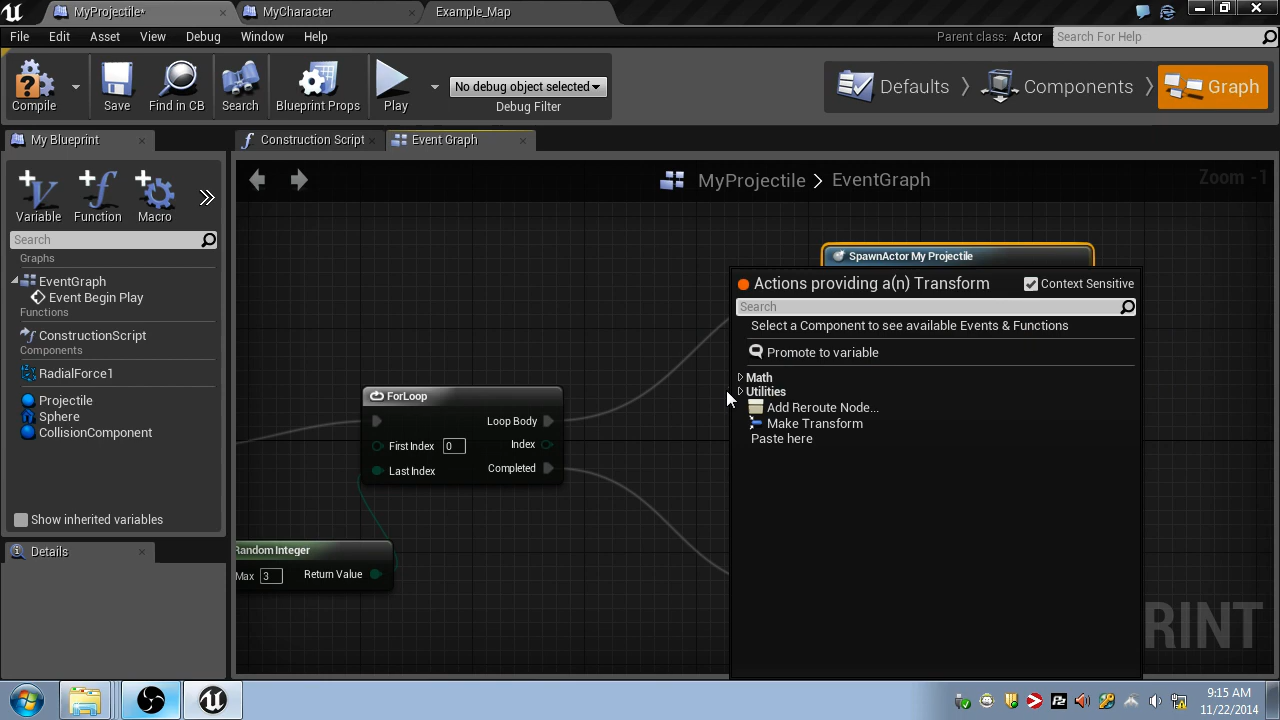 MyProjectile*
MyCharacter
Example_Map
File Edit Asset View Debug Window Help
Parent class: Actor
Search For Help
Compile
Save
Find in CB
Search
Blueprint Props
Play
No debug object selected
Debug Filter
Defaults
Components
Graph
My Blueprint
Construction Script
Event Graph
Variable
Function
Macro
MyProjectile > EventGraph
Zoom -1
Search
Graphs
EventGraph
Event Begin Play
Functions
ConstructionScript
Components
RadialForce1
Projectile
Sphere
CollisionComponent
Show inherited variables
Details
SpawnActor My Projectile
Actions providing a(n) Transform
Context Sensitive
Search
Select a Component to see available Events & Functions
Promote to variable
Math
Utilities
Add Reroute Node...
Make Transform
Paste here
ForLoop
Loop Body
First Index 0
Index
Last Index
Completed
Random Integer
Max 3
Return Value
RINT
9:15 AM
11/22/2014